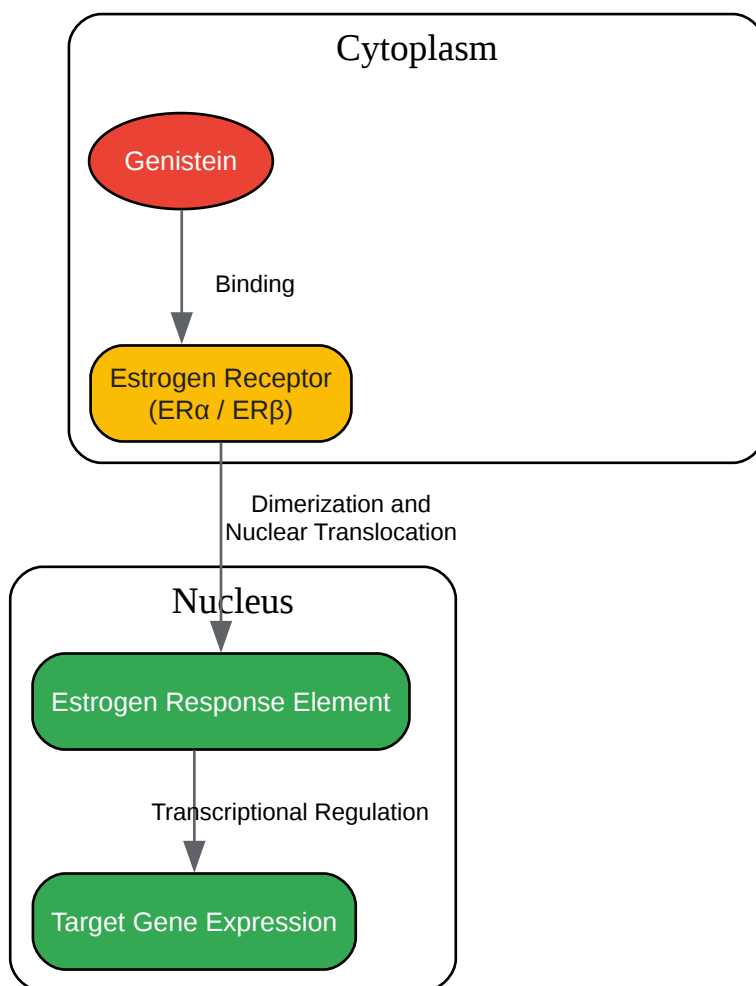 Cytoplasm
Genistein
Binding
Estrogen Receptor
(ERα / ERβ)
Dimerization and
Nuclear Translocation
Nucleus
Estrogen Response Element
Transcriptional Regulation
Target Gene Expression